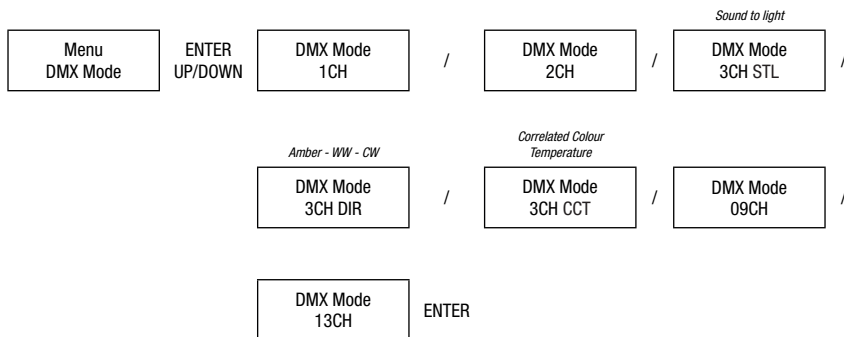 Sound to light
Menu
DMX Mode
ENTER
UP/DOWN
DMX Mode
1CH
/
DMX Mode
2CH
/
DMX Mode
3CH STL
/
Amber - WW - CW
Correlated Colour
Temperature
DMX Mode
3CH DIR
/
DMX Mode
3CH CCT
/
DMX Mode
09CH
/
DMX Mode
13CH
ENTER